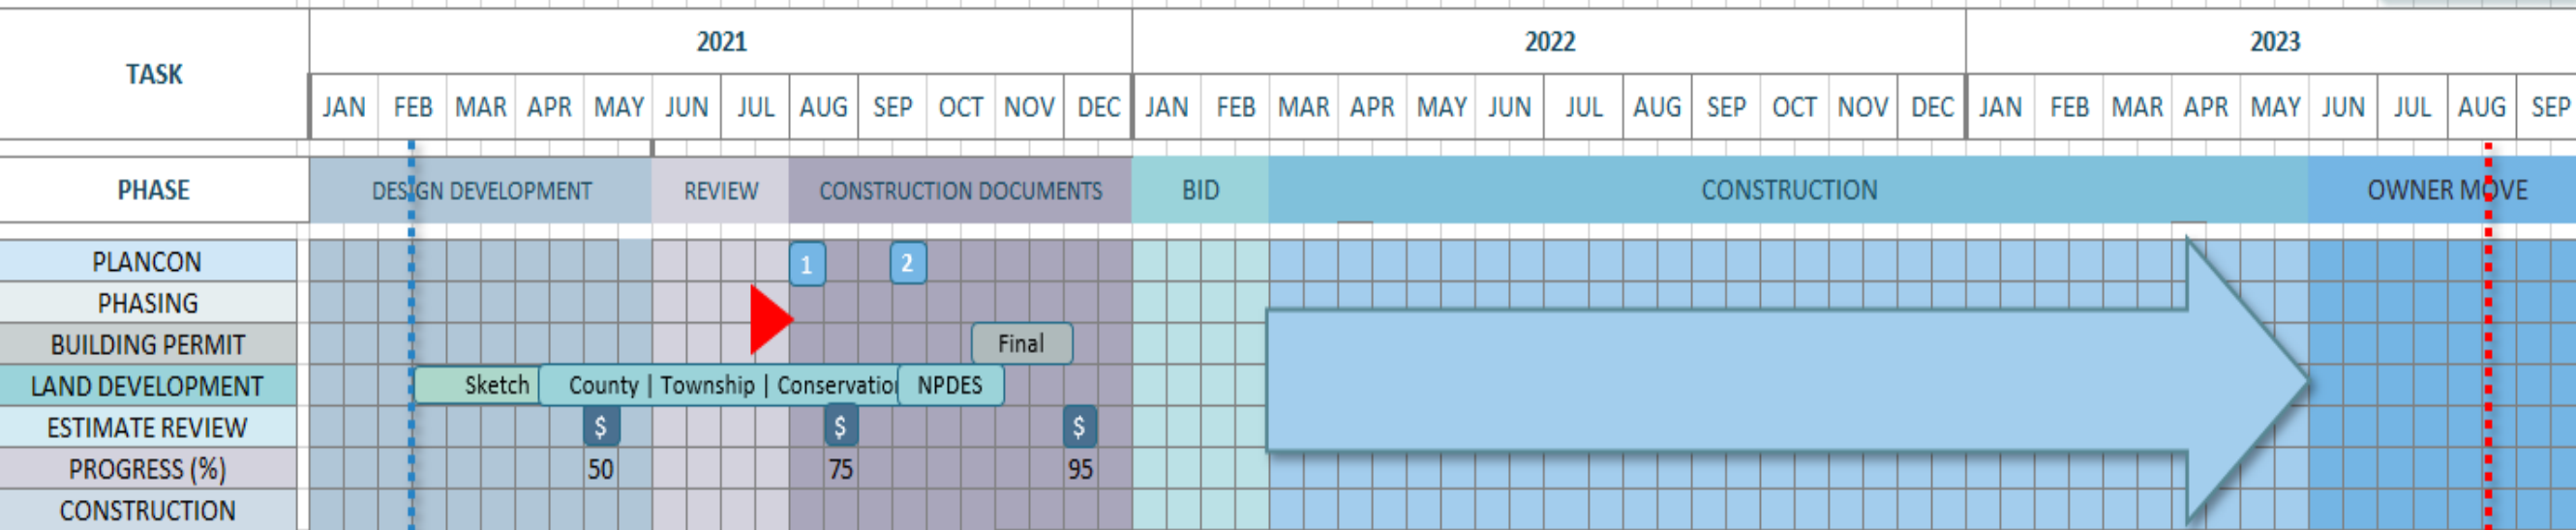 TASK
2021 2022 2023
JAN FEB MAR APR MAY JUN JUL AUG SEP OCT NOV DEC JAN FEB MAR APR MAY JUN JUL AUG SEP OCT NOV DEC JAN FEB MAR APR MAY JUN JUL AUG SEP
PHASE DESIGN DEVELOPMENT REVIEW CONSTRUCTION DOCUMENTS BID CONSTRUCTION OWNER MOVE
PLANCON 1 2
PHASING
BUILDING PERMIT Final
LAND DEVELOPMENT Sketch County | Township | Conservation NPDES
ESTIMATE REVIEW $ $ $
PROGRESS (%) 50 75 95
CONSTRUCTION